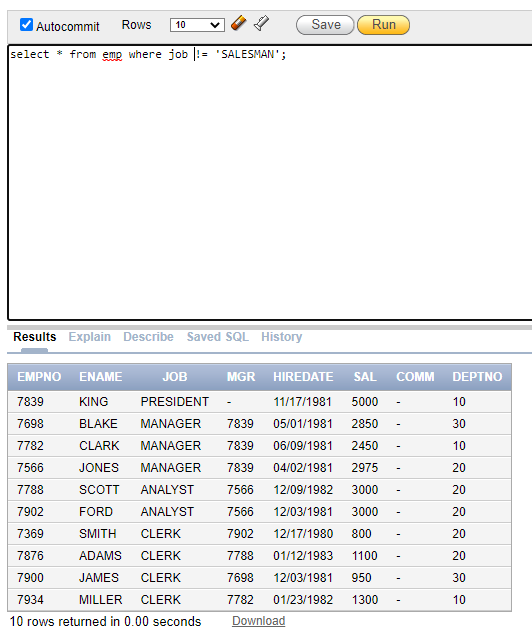 Autocommit Rows 10 Save Run
select * from emp where job != 'SALESMAN';
Results Explain Describe Saved SQL History
EMPNO ENAME JOB MGR HIREDATE SAL COMM DEPTNO
7839 KING PRESIDENT - 11/17/1981 5000 - 10
7698 BLAKE MANAGER 7839 05/01/1981 2850 - 30
7782 CLARK MANAGER 7839 06/09/1981 2450 - 10
7566 JONES MANAGER 7839 04/02/1981 2975 - 20
7788 SCOTT ANALYST 7566 12/09/1982 3000 - 20
7902 FORD ANALYST 7566 12/03/1981 3000 - 20
7369 SMITH CLERK 7902 12/17/1980 800 - 20
7876 ADAMS CLERK 7788 01/12/1983 1100 - 20
7900 JAMES CLERK 7698 12/03/1981 950 - 30
7934 MILLER CLERK 7782 01/23/1982 1300 - 10
10 rows returned in 0.00 seconds Download